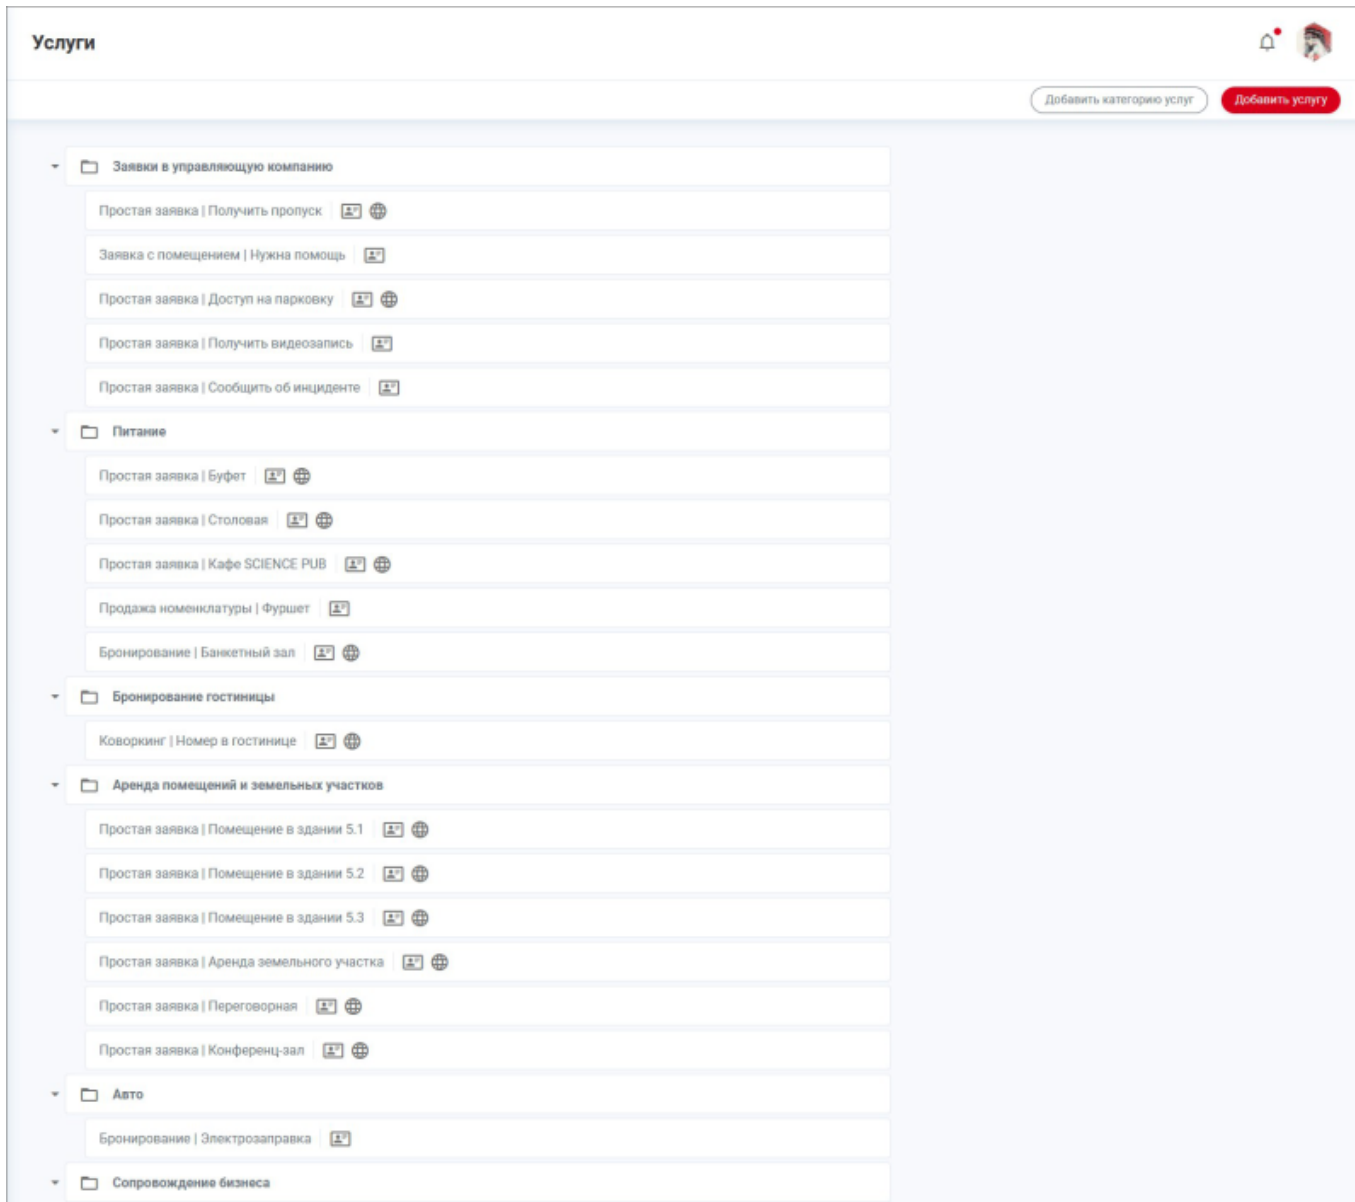 Услуги
Добавить категорию услуг
Добавить услугу
Заявки в управляющую компанию
Простая заявка | Получить пропуск
Заявка с помещением | Нужна помощь
Простая заявка | Доступ на парковку
Простая заявка | Получить видеозапись
Простая заявка | Сообщить об инциденте
Питание
Простая заявка | Буфет
Простая заявка | Столовая
Простая заявка | Кафе SCIENCE PUB
Продажа номенклатуры | Фуршет
Бронирование | Банкетный зал
Бронирование гостиницы
Коворкинг | Номер в гостинице
Аренда помещений и земельных участков
Простая заявка | Помещение в здании 5.1
Простая заявка | Помещение в здании 5.2
Простая заявка | Помещение в здании 5.3
Простая заявка | Аренда земельного участка
Простая заявка | Переговорная
Простая заявка | Конференц-зал
Авто
Бронирование | Электрозаправка
Сопровождение бизнеса